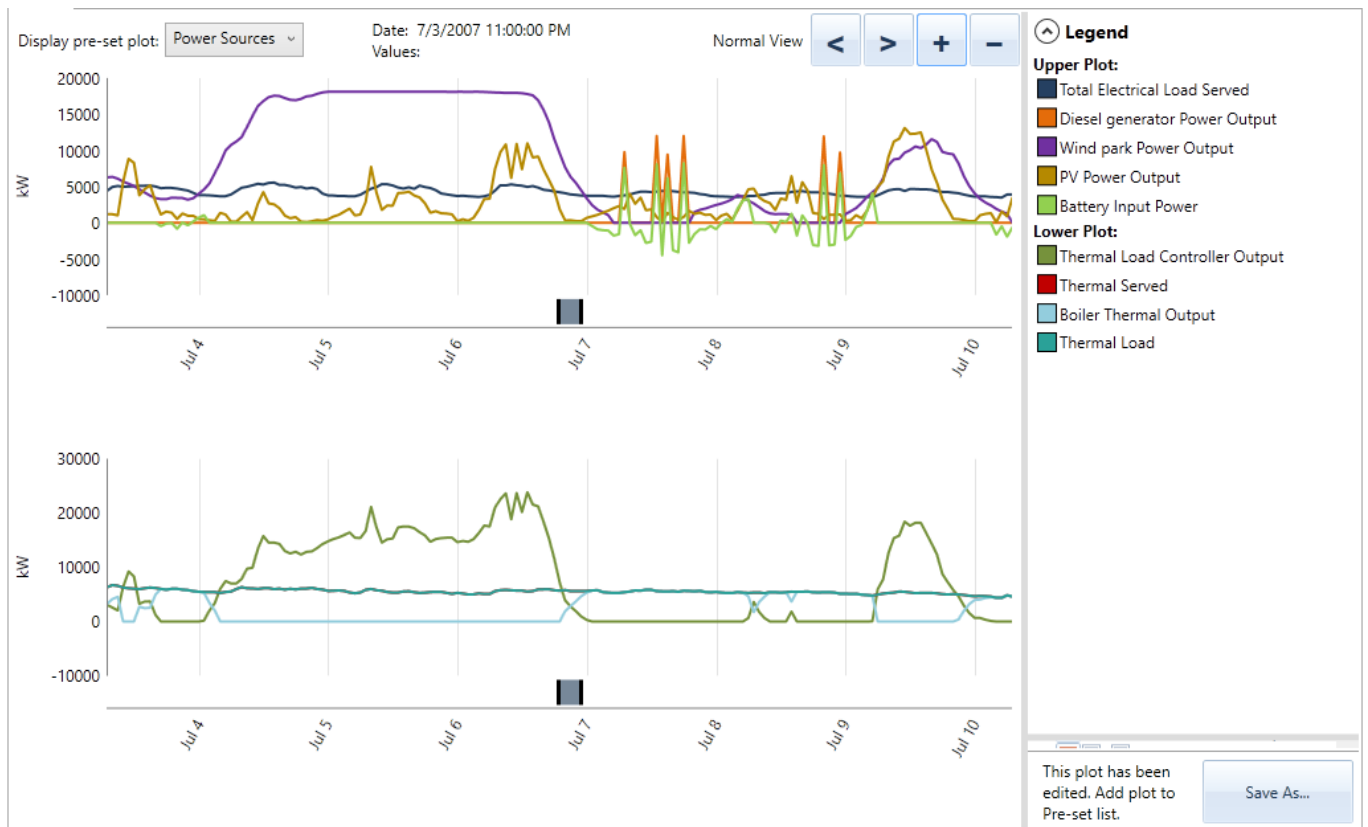 Display pre-set plot: Power Sources
Date: 7/3/2007 11:00:00 PM
Values:
Normal View < > + −
20000
15000
10000
5000
0
-5000
-10000
kW
Jul 4 Jul 5 Jul 6 Jul 7 Jul 8 Jul 9 Jul 10
30000
20000
10000
0
-10000
kW
Jul 4 Jul 5 Jul 6 Jul 7 Jul 8 Jul 9 Jul 10
Legend
Upper Plot:
Total Electrical Load Served
Diesel generator Power Output
Wind park Power Output
PV Power Output
Battery Input Power
Lower Plot:
Thermal Load Controller Output
Thermal Served
Boiler Thermal Output
Thermal Load
This plot has been
edited. Add plot to
Pre-set list.
Save As...